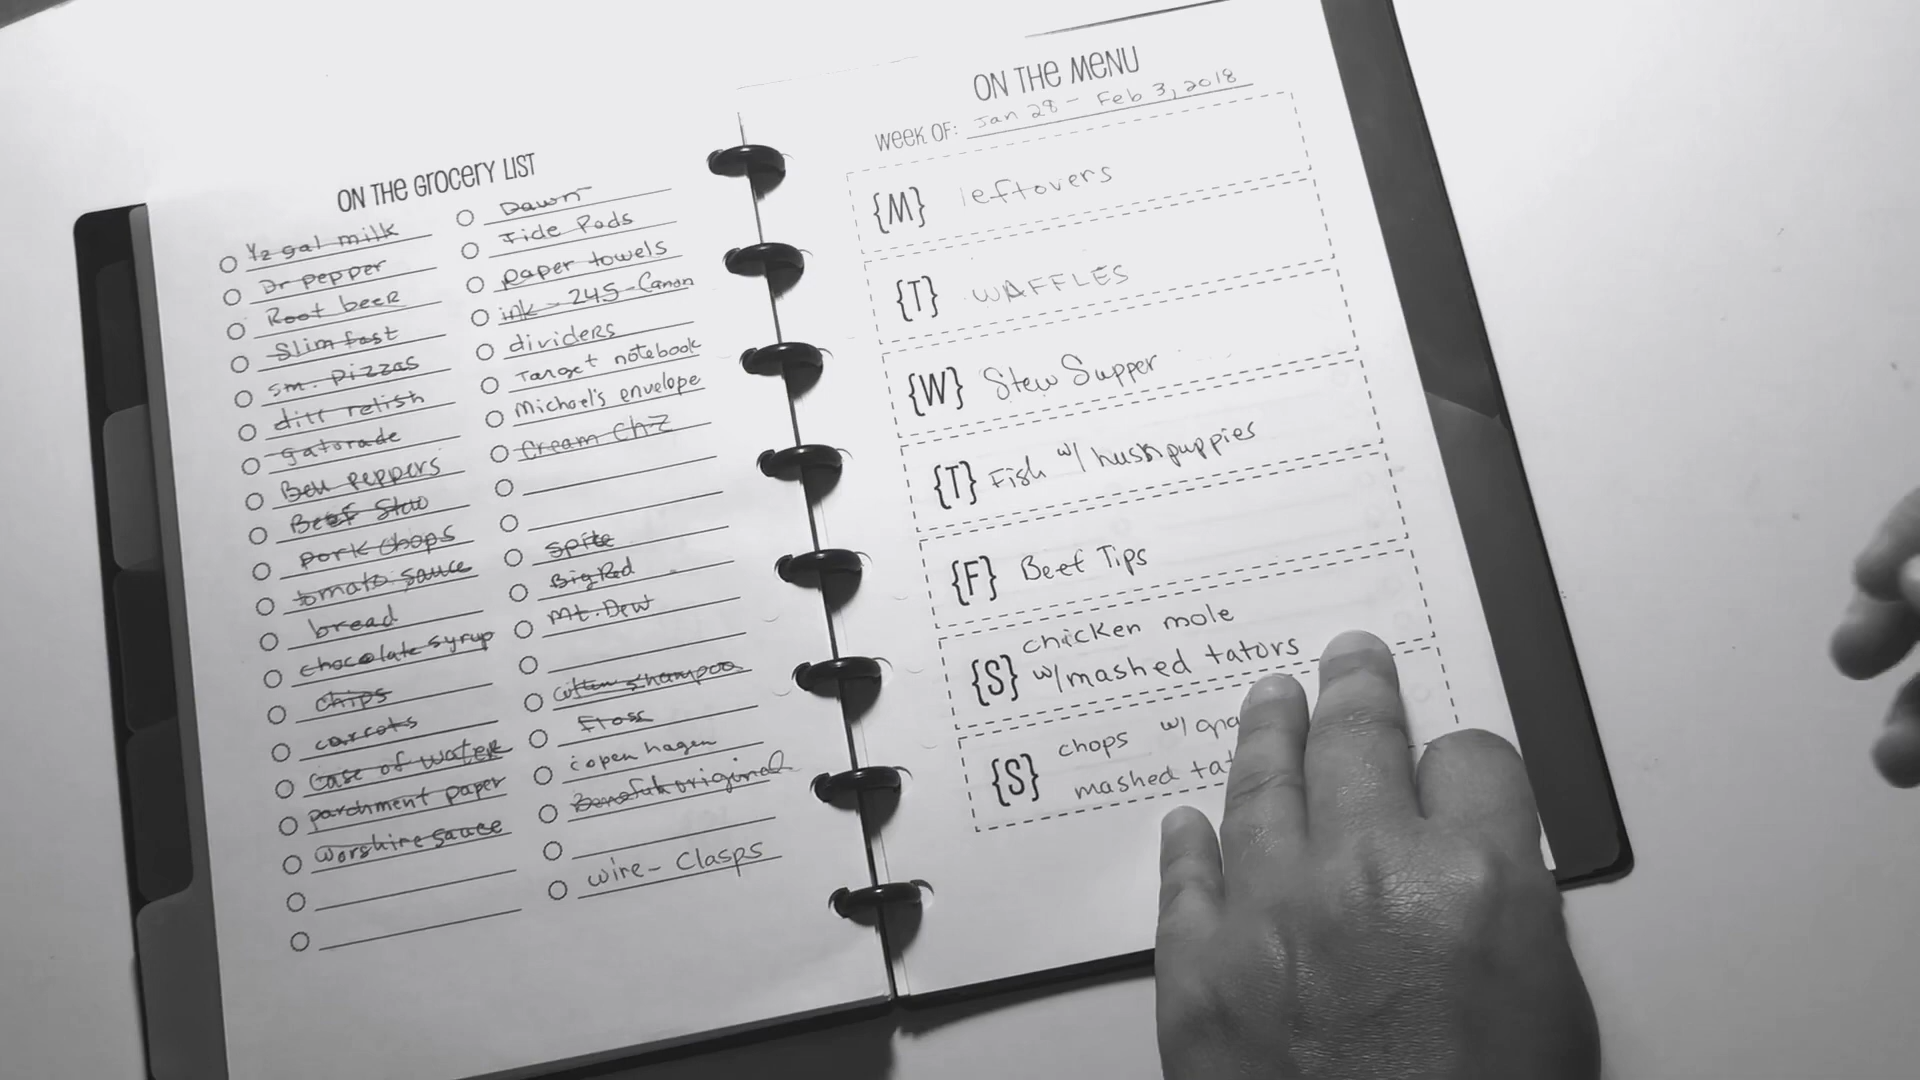 ON THE GROCERY LIST
1/2 gal milk
Dr pepper
Root beer
Slim fast
sm. pizzas
dill relish
gatorade
Bell peppers
Beef Stew
pork chops
tomato sauce
bread
chocolate syrup
chips
carrots
Case of water
parchment paper
Worshire sauce
Dawn
Tide Pods
paper towels
ink - 245-Canon
dividers
Target notebook
Michael's envelope
Cream Chz
Spite
Big Red
Mt. Dew
shampoo
Floss
copenhagen
Beneful original
wire- Clasps
ON THE MENU
WEEK OF: Jan 28 - Feb 3, 2018
{M} leftovers
{T} WAFFLES
{W} Stew Supper
{T} Fish w/ hushpuppies
{F} Beef Tips
chicken mole
{S} w/mashed tators
chops w/
{S} mashed